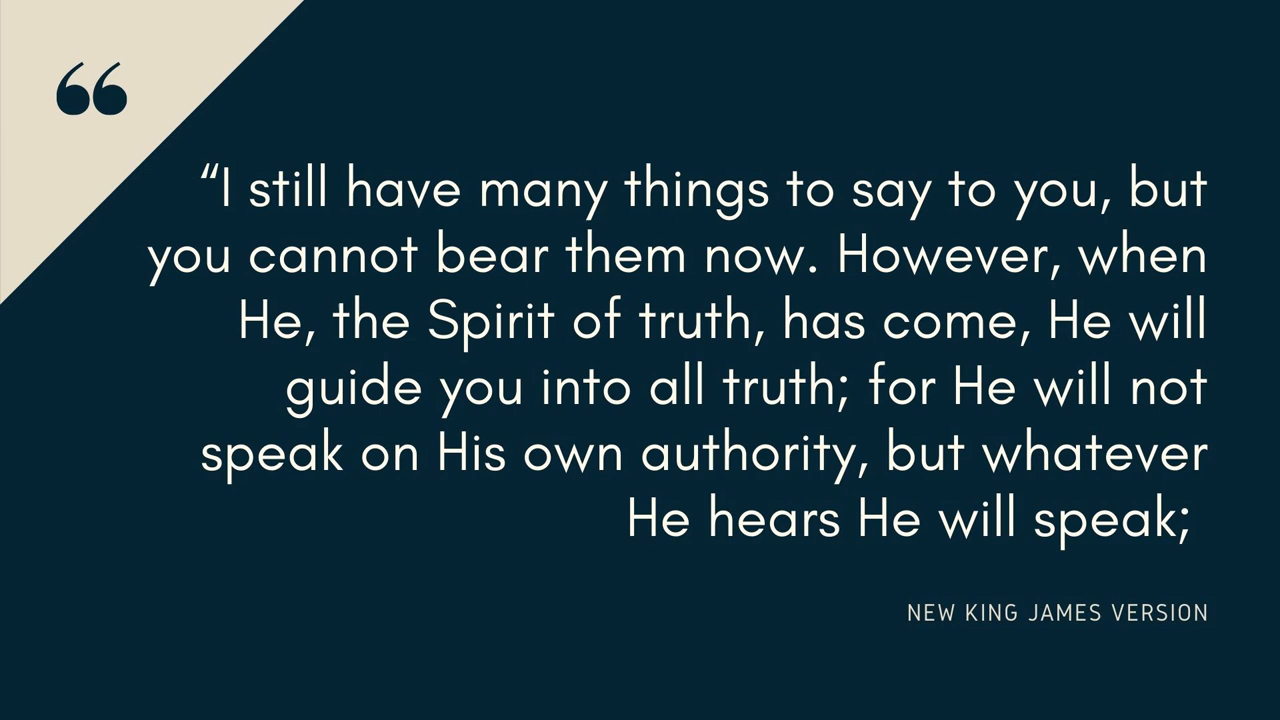 “
“I still have many things to say to you, but
you cannot bear them now. However, when
He, the Spirit of truth, has come, He will
guide you into all truth; for He will not
speak on His own authority, but whatever
He hears He will speak;
NEW KING JAMES VERSION